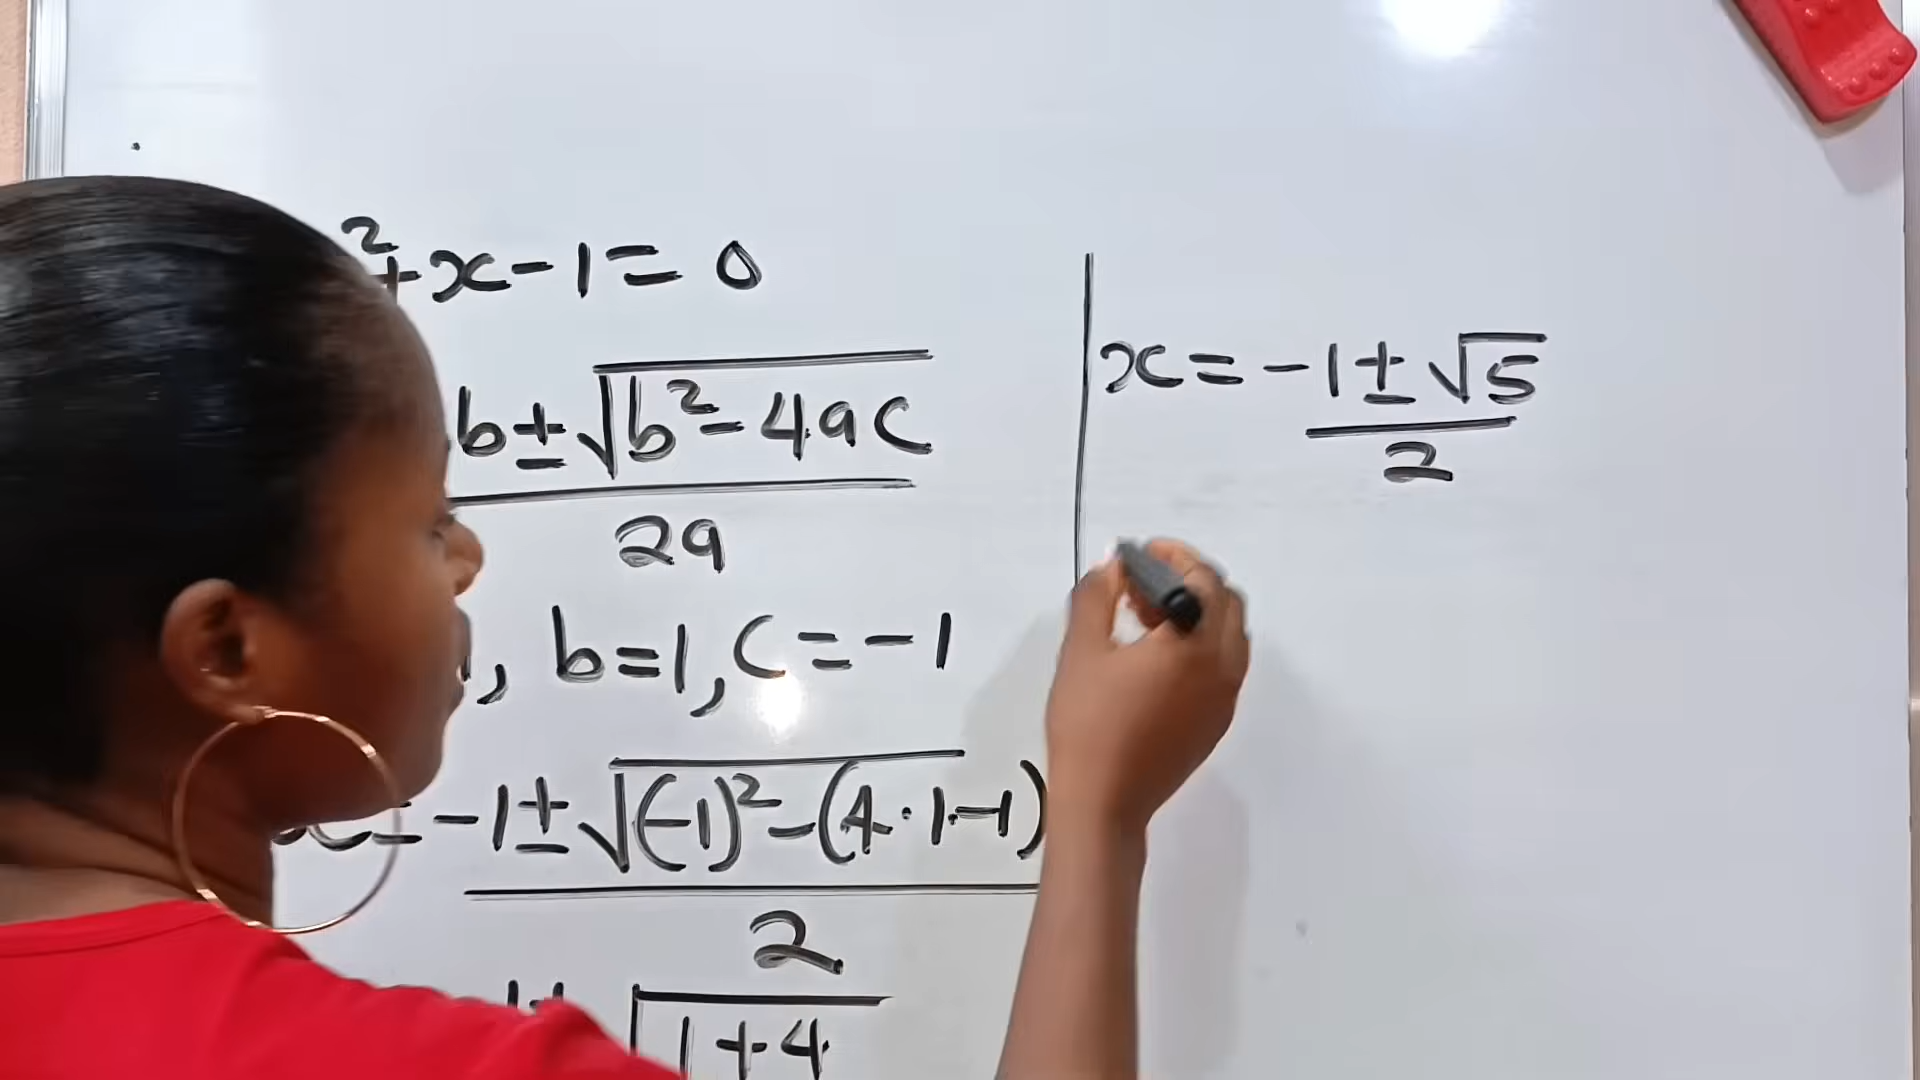 ²+x-1=0
b±√b²-4ac
2a
, b=1, c=-1
=-1±√(-1)²-(4·1·-1)
2
√1+4
x=-1±√5
2